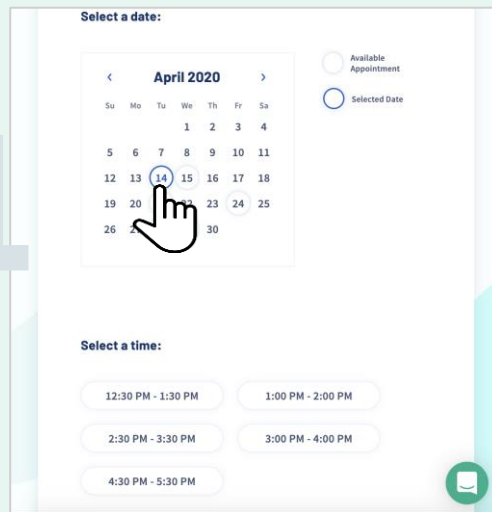 Select a date:
Available
Appointment
Selected Date
April 2020
Su Mo Tu We Th Fr Sa
1 2 3 4
5 6 7 8 9 10 11
12 13 14 15 16 17 18
19 20 23 24 25
26 30
Select a time:
12:30 PM - 1:30 PM
1:00 PM - 2:00 PM
2:30 PM - 3:30 PM
3:00 PM - 4:00 PM
4:30 PM - 5:30 PM